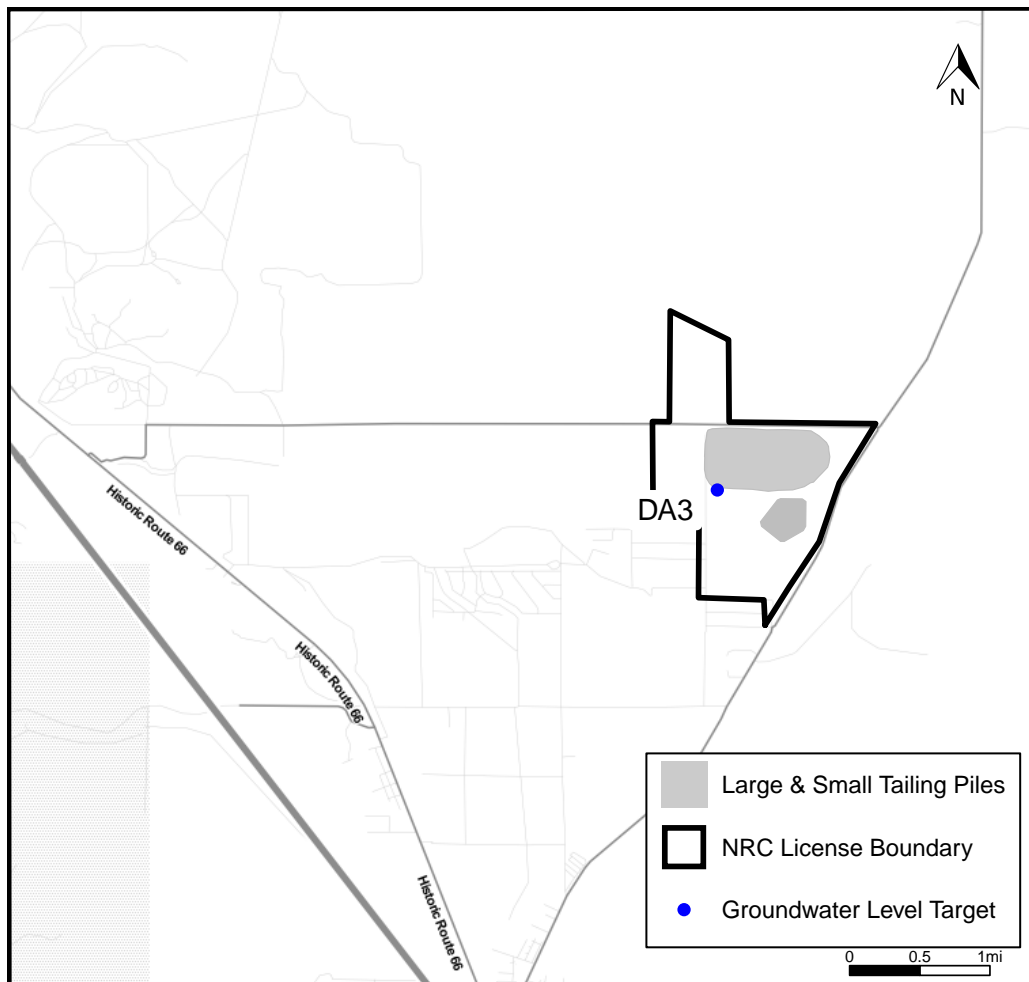 N
Historic Route 66
DA3
Historic Route 66
Historic Route 66
Large & Small Tailing Piles
NRC License Boundary
Groundwater Level Target
0 0.5 1mi